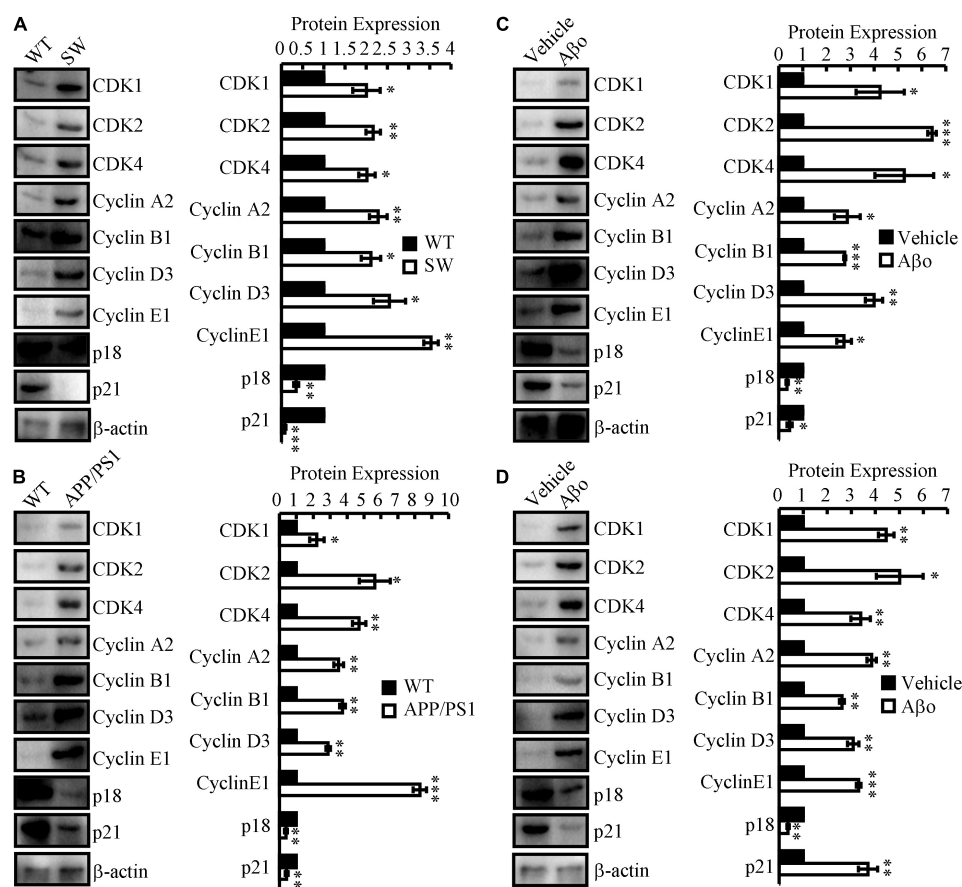 A
WT SW
CDK1
CDK2
CDK4
Cyclin A2
Cyclin B1
Cyclin D3
Cyclin E1
p18
p21
β-actin
Protein Expression
0 0.5 1 1.5 2 2.5 3 3.5 4
CDK1 *
CDK2 **
CDK4 *
Cyclin A2 **
Cyclin B1 *
Cyclin D3 *
CyclinE1 **
p18 **
p21 ***
WT
SW
C
Vehicle Aβo
CDK1
CDK2
CDK4
Cyclin A2
Cyclin B1
Cyclin D3
Cyclin E1
p18
p21
β-actin
Protein Expression
0 1 2 3 4 5 6 7
CDK1 *
CDK2 ***
CDK4 *
Cyclin A2 *
Cyclin B1 ***
Cyclin D3 **
CyclinE1 *
p18 **
p21 *
Vehicle
Aβo
B
WT APP/PS1
CDK1
CDK2
CDK4
Cyclin A2
Cyclin B1
Cyclin D3
Cyclin E1
p18
p21
β-actin
Protein Expression
0 1 2 3 4 5 6 7 8 9 10
CDK1 *
CDK2 *
CDK4 **
Cyclin A2 **
Cyclin B1 **
Cyclin D3 **
CyclinE1 ***
p18 **
p21 **
WT
APP/PS1
D
Vehicle Aβo
CDK1
CDK2
CDK4
Cyclin A2
Cyclin B1
Cyclin D3
Cyclin E1
p18
p21
β-actin
Protein Expression
0 1 2 3 4 5 6 7
CDK1 **
CDK2 *
CDK4 **
Cyclin A2 **
Cyclin B1 **
Cyclin D3 **
CyclinE1 ***
p18 **
p21 **
Vehicle
Aβo